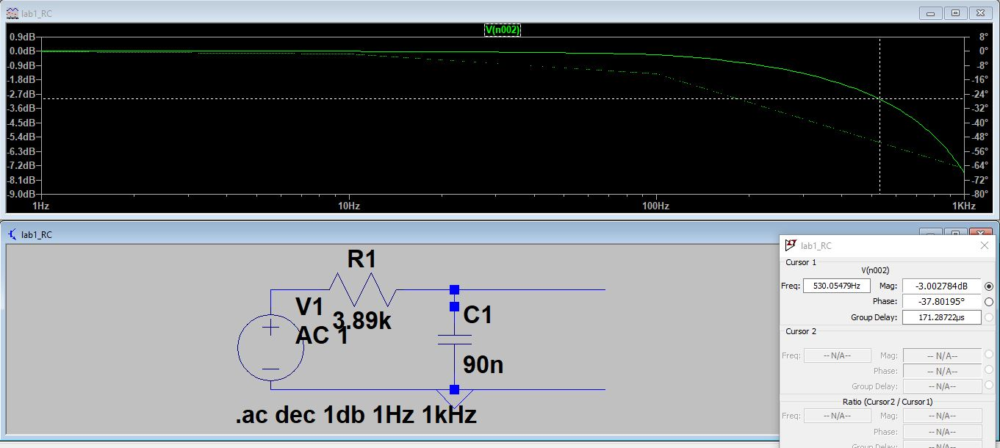 lab1_RC
V(n002)
0.9dB
0.0dB
-0.9dB
-1.8dB
-2.7dB
-3.6dB
-4.5dB
-5.4dB
-6.3dB
-7.2dB
-8.1dB
-9.0dB
8°
0°
-8°
-16°
-24°
-32°
-40°
-48°
-56°
-64°
-72°
-80°
1Hz 10Hz 100Hz 1KHz
lab1_RC
R1
V1
3.89k
AC 1
C1
90n
.ac dec 1db 1Hz 1kHz
lab1_RC
Cursor 1
V(n002)
Freq: 530.05479Hz Mag: -3.002784dB
Phase: -37.80195°
Group Delay: 171.28722µs
Cursor 2
Freq: -- N/A-- Mag: -- N/A--
Phase: -- N/A--
Group Delay: -- N/A--
Ratio (Cursor2 / Cursor1)
Freq: -- N/A-- Mag: -- N/A--
Phase: -- N/A--
Group Delay: -- N/A--